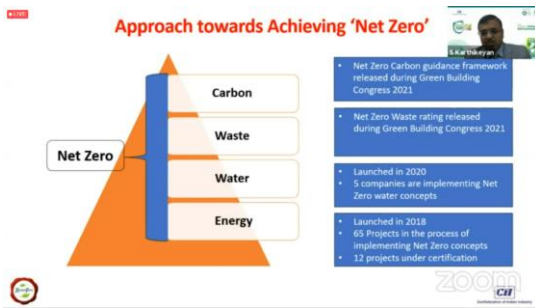 LIVE
Approach towards Achieving ‘Net Zero’
S.Karthikeyan
Net Zero
Carbon
Waste
Water
Energy
• Net Zero Carbon guidance framework
released during Green Building
Congress 2021
• Net Zero Waste rating released
during Green Building Congress 2021
• Launched in 2020
• 5 companies are implementing Net
Zero water concepts
• Launched in 2018
• 65 Projects in the process of
implementing Net Zero concepts
• 12 projects under certification
zoom
CII
Confederation of Indian Industry